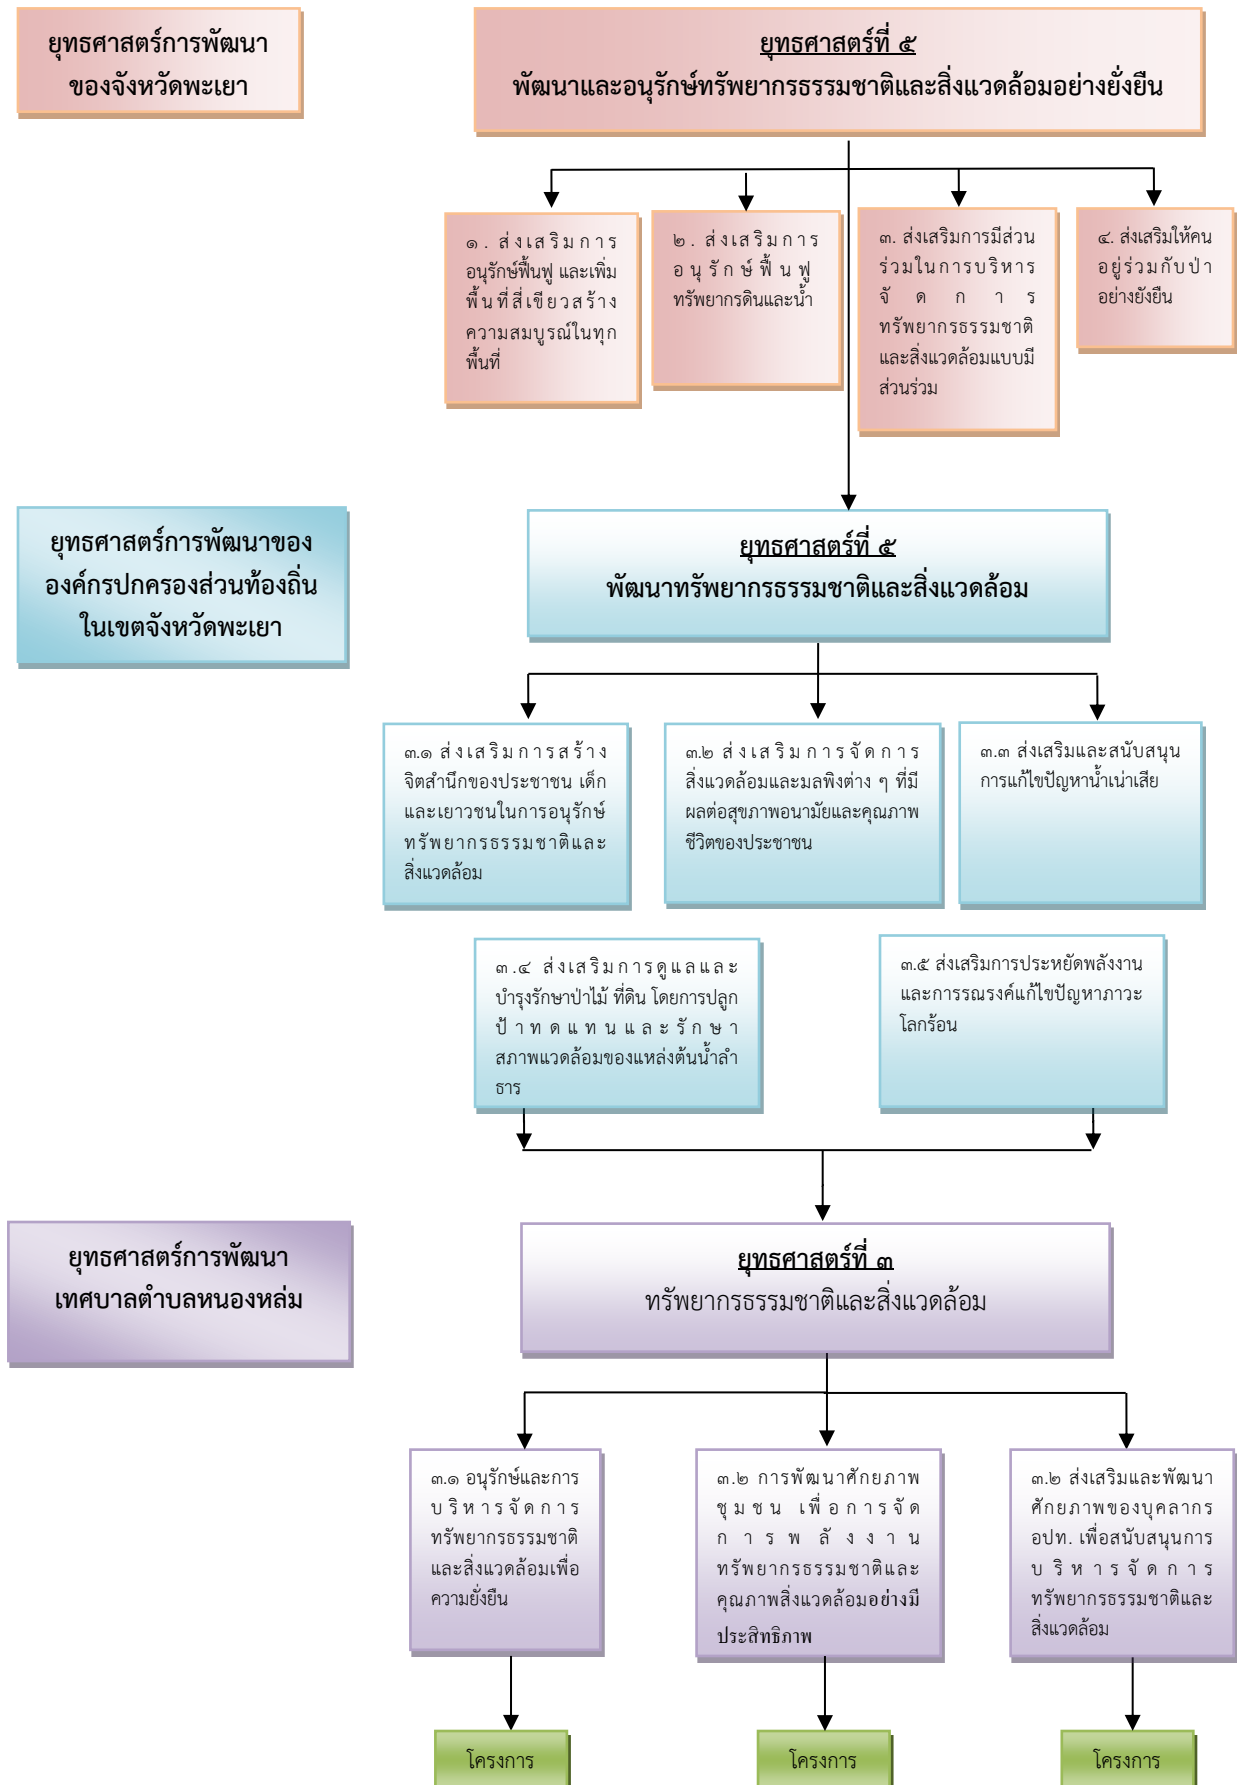 ยุทธศาสตร์การพัฒนา
ของจังหวัดพะเยา
ยุทธศาสตร์ที่ ๕
พัฒนาและอนุรักษ์ทรัพยากรธรรมชาติและสิ่งแวดล้อมอย่างยั่งยืน
๑. ส่งเสริมการ
อนุรักษ์ฟื้นฟู และเพิ่ม
พื้นที่สี่เขียวสร้าง
ความสมบูรณ์ในทุก
พื้นที่
๒. ส่งเสริมการ
อนุรักษ์ฟื้นฟู
ทรัพยากรดินและน้ำ
๓. ส่งเสริมการมีส่วน
ร่วมในการบริหาร
จัดการ
ทรัพยากรธรรมชาติ
และสิ่งแวดล้อมแบบมี
ส่วนร่วม
๔. ส่งเสริมให้คน
อยู่ร่วมกับป่า
อย่างยังยืน
ยุทธศาสตร์การพัฒนาของ
องค์กรปกครองส่วนท้องถิ่น
ในเขตจังหวัดพะเยา
ยุทธศาสตร์ที่ ๕
พัฒนาทรัพยากรธรรมชาติและสิ่งแวดล้อม
๓.๑ ส่งเสริมการสร้าง
จิตสำนึกของประชาชน เด็ก
และเยาวชนในการอนุรักษ์
ทรัพยากรธรรมชาติและ
สิ่งแวดล้อม
๓.๒ ส่งเสริมการจัดการ
สิ่งแวดล้อมและมลพิงต่าง ๆ ที่มี
ผลต่อสุขภาพอนามัยและคุณภาพ
ชีวิตของประชาชน
๓.๓ ส่งเสริมและสนับสนุน
การแก้ไขปัญหาน้ำเน่าเสีย
๓.๔ ส่งเสริมการดูแลและ
บำรุงรักษาป่าไม้ ที่ดิน โดยการปลูก
ป้าทดแทนและรักษา
สภาพแวดล้อมของแหล่งต้นน้ำลำ
ธาร
๓.๕ ส่งเสริมการประหยัดพลังงาน
และการรณรงค์แก้ไขปัญหาภาวะ
โลกร้อน
ยุทธศาสตร์การพัฒนา
เทศบาลตำบลหนองหล่ม
ยุทธศาสตร์ที่ ๓
ทรัพยากรธรรมชาติและสิ่งแวดล้อม
๓.๑ อนุรักษ์และการ
บริหารจัดการ
ทรัพยากรธรรมชาติ
และสิ่งแวดล้อมเพื่อ
ความยั่งยืน
๓.๒ การพัฒนาศักยภาพ
ชุมชน เพื่อการจัด
การพลังงาน
ทรัพยากรธรรมชาติและ
คุณภาพสิ่งแวดล้อมอย่างมี
ประสิทธิภาพ
๓.๒ ส่งเสริมและพัฒนา
ศักยภาพของบุคลากร
อปท. เพื่อสนับสนุนการ
บริหารจัดการ
ทรัพยากรธรรมชาติและ
สิ่งแวดล้อม
โครงการ
โครงการ
โครงการ